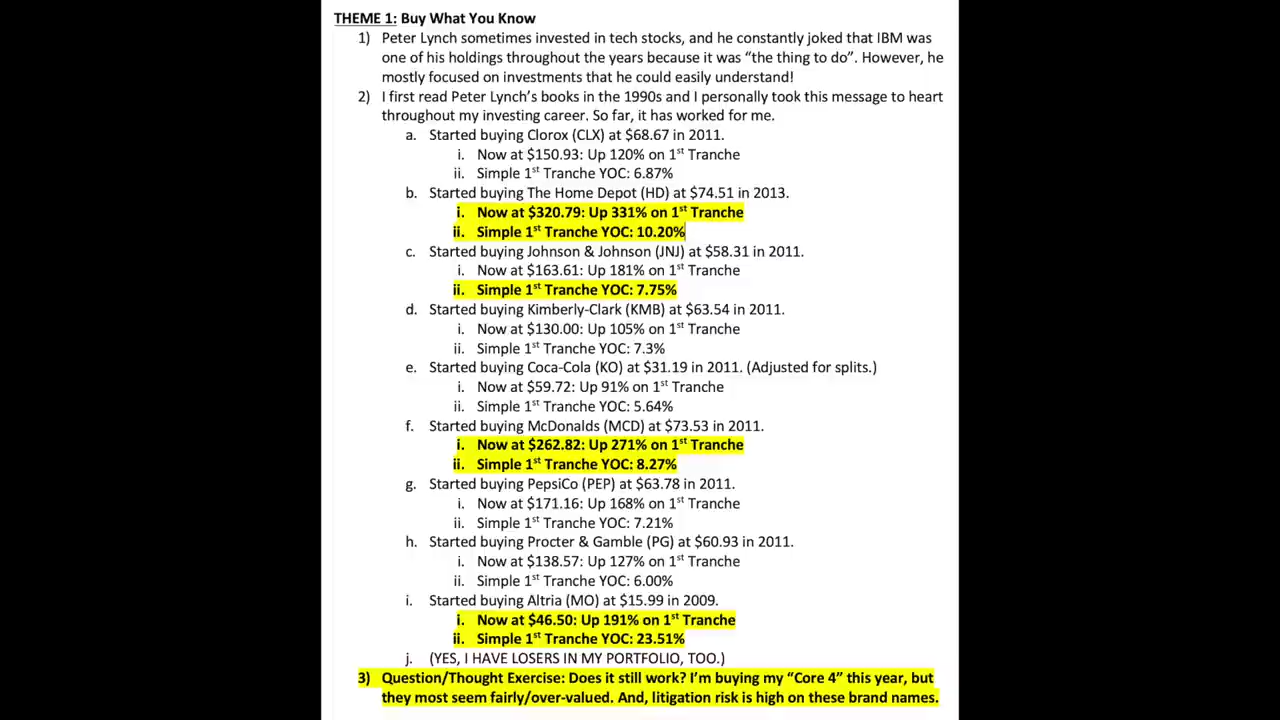 THEME 1: Buy What You Know
1) Peter Lynch sometimes invested in tech stocks, and he constantly joked that IBM was
one of his holdings throughout the years because it was “the thing to do”. However, he
mostly focused on investments that he could easily understand!
2) I first read Peter Lynch’s books in the 1990s and I personally took this message to heart
throughout my investing career. So far, it has worked for me.
a. Started buying Clorox (CLX) at $68.67 in 2011.
i. Now at $150.93: Up 120% on 1st Tranche
ii. Simple 1st Tranche YOC: 6.87%
b. Started buying The Home Depot (HD) at $74.51 in 2013.
i. Now at $320.79: Up 331% on 1st Tranche
ii. Simple 1st Tranche YOC: 10.20%
c. Started buying Johnson & Johnson (JNJ) at $58.31 in 2011.
i. Now at $163.61: Up 181% on 1st Tranche
ii. Simple 1st Tranche YOC: 7.75%
d. Started buying Kimberly-Clark (KMB) at $63.54 in 2011.
i. Now at $130.00: Up 105% on 1st Tranche
ii. Simple 1st Tranche YOC: 7.3%
e. Started buying Coca-Cola (KO) at $31.19 in 2011. (Adjusted for splits.)
i. Now at $59.72: Up 91% on 1st Tranche
ii. Simple 1st Tranche YOC: 5.64%
f. Started buying McDonalds (MCD) at $73.53 in 2011.
i. Now at $262.82: Up 271% on 1st Tranche
ii. Simple 1st Tranche YOC: 8.27%
g. Started buying PepsiCo (PEP) at $63.78 in 2011.
i. Now at $171.16: Up 168% on 1st Tranche
ii. Simple 1st Tranche YOC: 7.21%
h. Started buying Procter & Gamble (PG) at $60.93 in 2011.
i. Now at $138.57: Up 127% on 1st Tranche
ii. Simple 1st Tranche YOC: 6.00%
i. Started buying Altria (MO) at $15.99 in 2009.
i. Now at $46.50: Up 191% on 1st Tranche
ii. Simple 1st Tranche YOC: 23.51%
j. (YES, I HAVE LOSERS IN MY PORTFOLIO, TOO.)
3) Question/Thought Exercise: Does it still work? I’m buying my “Core 4” this year, but
they most seem fairly/over-valued. And, litigation risk is high on these brand names.